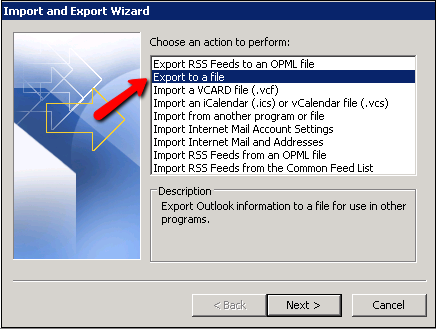 Import and Export Wizard
Choose an action to perform:
Export RSS Feeds to an OPML file
Export to a file
Import a VCARD file (.vcf)
Import an iCalendar (.ics) or vCalendar file (.vcs)
Import from another program or file
Import Internet Mail Account Settings
Import Internet Mail and Addresses
Import RSS Feeds from an OPML file
Import RSS Feeds from the Common Feed List
Description
Export Outlook information to a file for use in other
programs.
< Back
Next >
Cancel